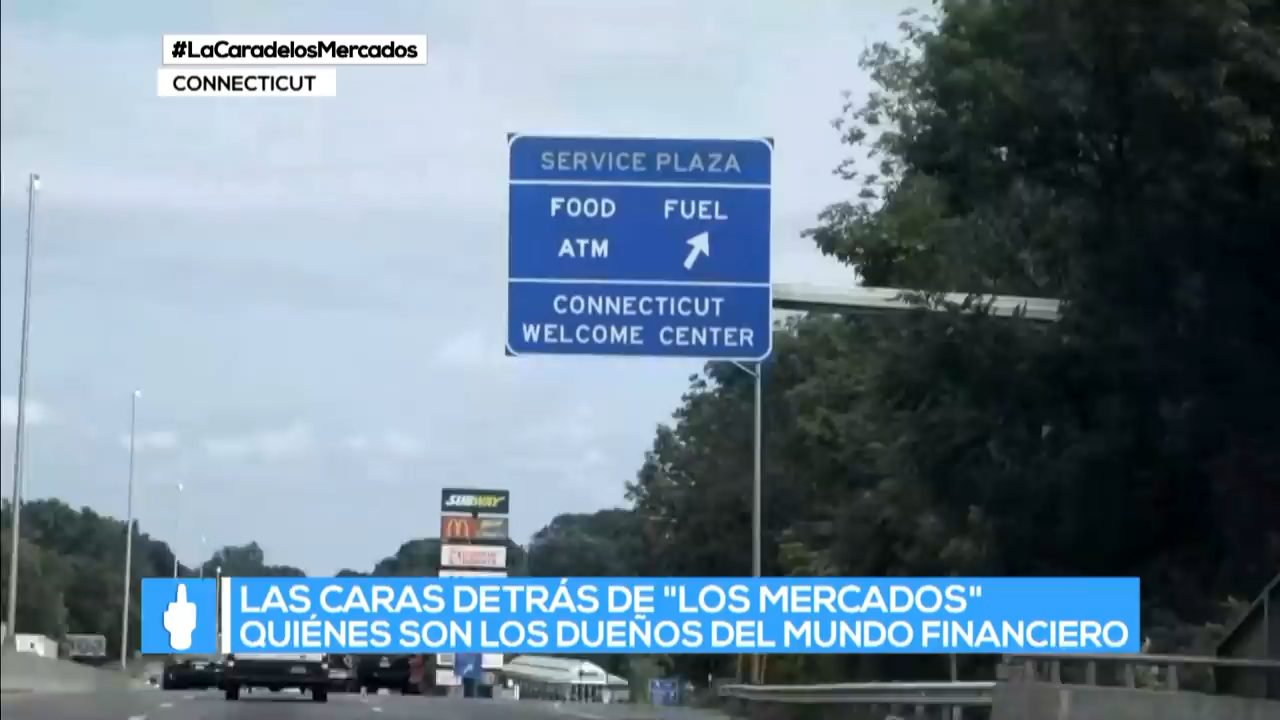 #LaCaradelosMercados
CONNECTICUT
SERVICE PLAZA
FOOD FUEL
ATM
CONNECTICUT
WELCOME CENTER
SUBWAY
LAS CARAS DETRÁS DE "LOS MERCADOS"
QUIÉNES SON LOS DUEÑOS DEL MUNDO FINANCIERO